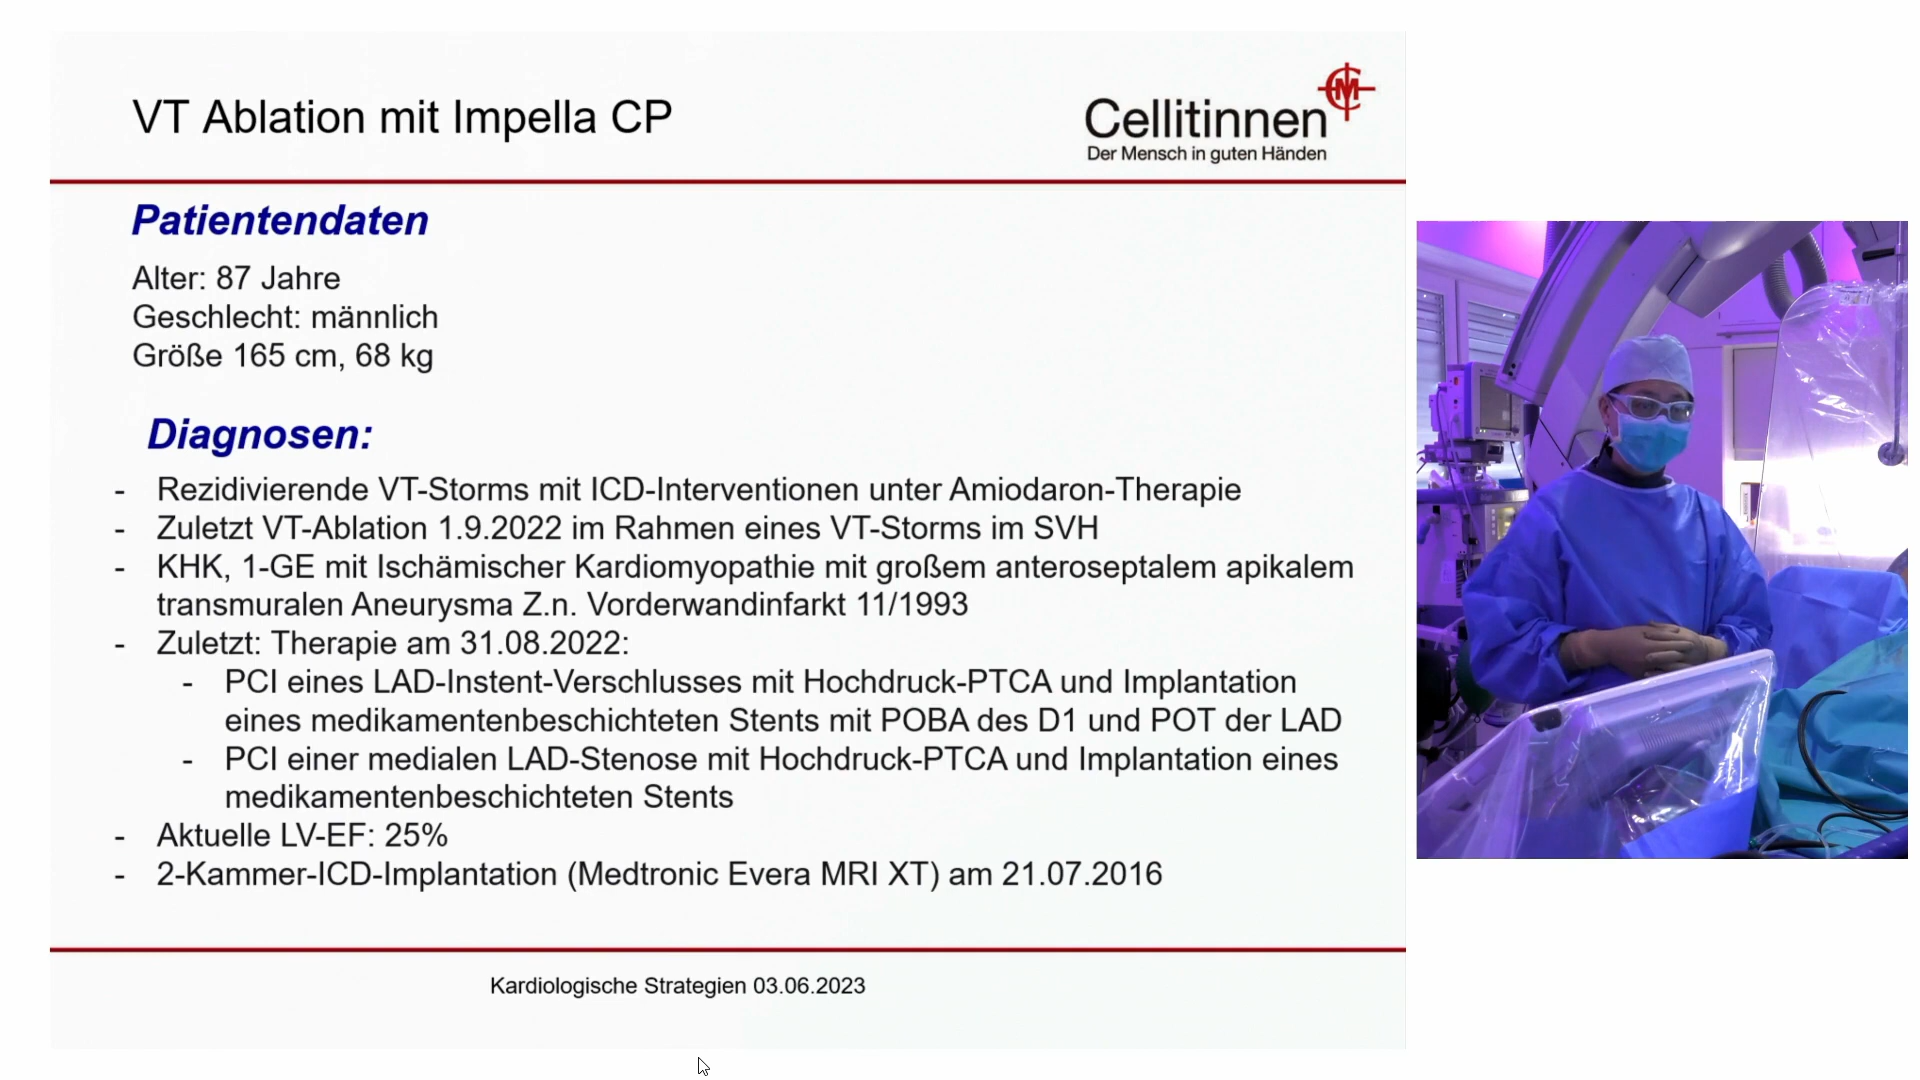 VT Ablation mit Impella CP
Cellitinnen
Der Mensch in guten Händen
Patientendaten
Alter: 87 Jahre
Geschlecht: männlich
Größe 165 cm, 68 kg
Diagnosen:
- Rezidivierende VT-Storms mit ICD-Interventionen unter Amiodaron-Therapie
- Zuletzt VT-Ablation 1.9.2022 im Rahmen eines VT-Storms im SVH
- KHK, 1-GE mit Ischämischer Kardiomyopathie mit großem anteroseptalem apikalem
transmuralen Aneurysma Z.n. Vorderwandinfarkt 11/1993
- Zuletzt: Therapie am 31.08.2022:
- PCI eines LAD-Instent-Verschlusses mit Hochdruck-PTCA und Implantation
eines medikamentenbeschichteten Stents mit POBA des D1 und POT der LAD
- PCI einer medialen LAD-Stenose mit Hochdruck-PTCA und Implantation eines
medikamentenbeschichteten Stents
- Aktuelle LV-EF: 25%
- 2-Kammer-ICD-Implantation (Medtronic Evera MRI XT) am 21.07.2016
Kardiologische Strategien 03.06.2023